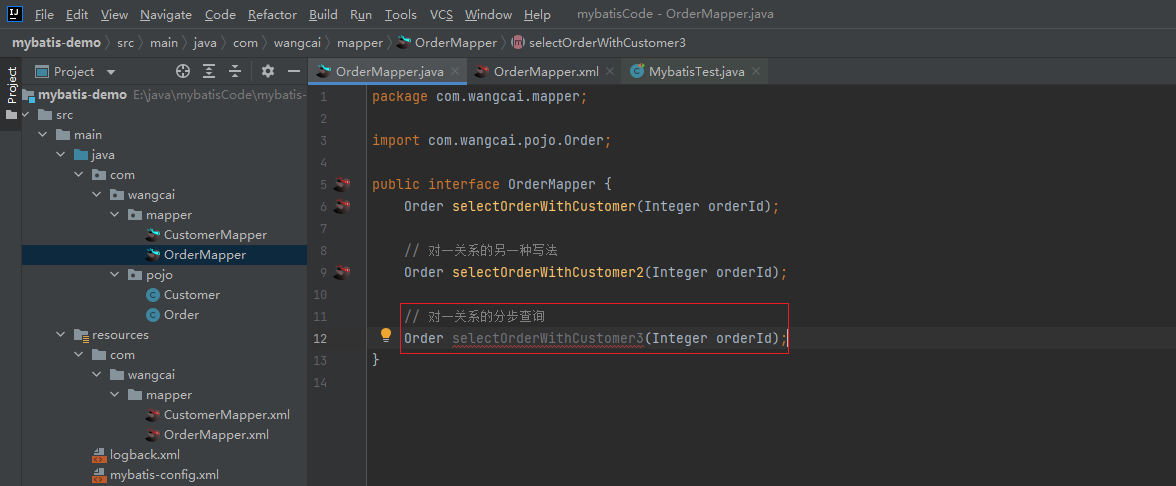 File Edit View Navigate Code Refactor Build Run Tools VCS Window Help mybatisCode - OrderMapper.java
mybatis-demo src main java com wangcai mapper OrderMapper selectOrderWithCustomer3
Project
Project
OrderMapper.java
OrderMapper.xml
MybatisTest.java
mybatis-demo E:\java\mybatisCode\mybatis-
src
main
java
com
wangcai
mapper
CustomerMapper
OrderMapper
pojo
Customer
Order
resources
com
wangcai
mapper
CustomerMapper.xml
OrderMapper.xml
logback.xml
mybatis-config.xml
1 package com.wangcai.mapper;
2
3 import com.wangcai.pojo.Order;
4
5 public interface OrderMapper {
6 Order selectOrderWithCustomer(Integer orderId);
7
8 // 对一关系的另一种写法
9 Order selectOrderWithCustomer2(Integer orderId);
10
11 // 对一关系的分步查询
12 Order selectOrderWithCustomer3(Integer orderId);
13 }
14